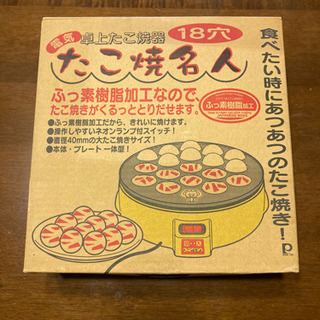 電気 卓上たこ焼器 18穴
たこ焼名人
ふっ素樹脂加工なので、
たこ焼きがくるっととりだせます。
●ふっ素樹脂加工だから、きれいに焼けます。
●操作しやすいネオンランプ付スイッチ！
●直径40mmの大たこ焼きサイズ！
●本体・プレート一体型！
ふっ素樹脂加工
食べたい時にあつあつのたこ焼き！